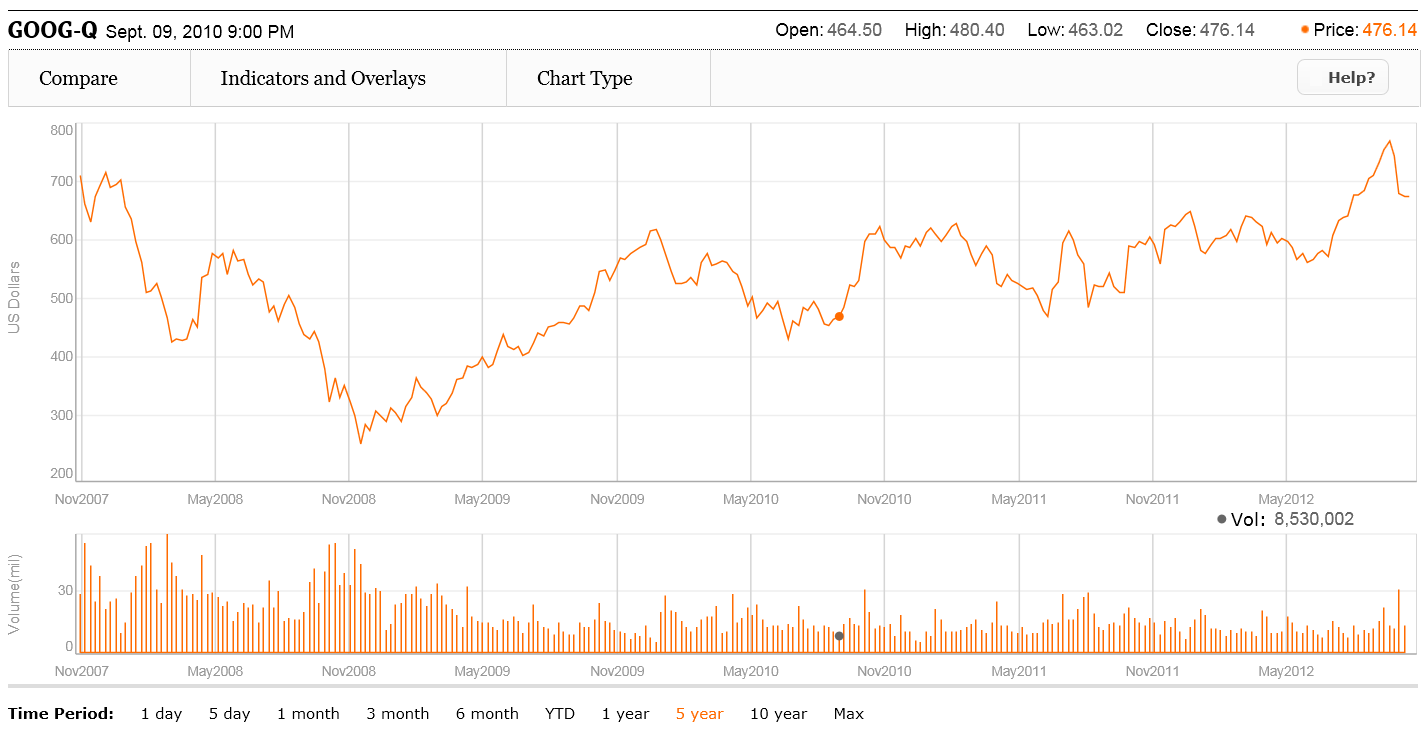 GOOG-Q Sept. 09, 2010 9:00 PM Open: 464.50 High: 480.40 Low: 463.02 Close: 476.14 Price: 476.14
Compare Indicators and Overlays Chart Type Help?
800
700
600
500
400
300
200
US Dollars
Nov2007 May2008 Nov2008 May2009 Nov2009 May2010 Nov2010 May2011 Nov2011 May2012
Vol: 8,530,002
30
0
Volume(mil)
Nov2007 May2008 Nov2008 May2009 Nov2009 May2010 Nov2010 May2011 Nov2011 May2012
Time Period: 1 day 5 day 1 month 3 month 6 month YTD 1 year 5 year 10 year Max